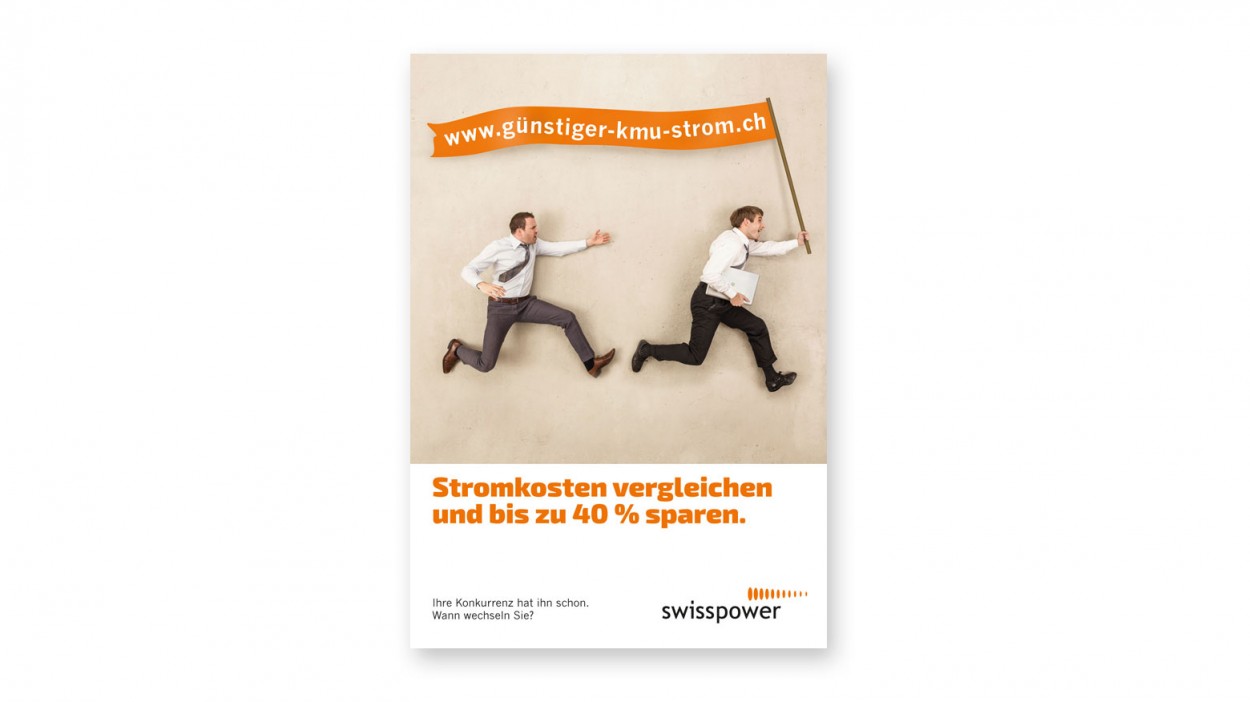 www.günstiger-kmu-strom.ch
Stromkosten vergleichen
und bis zu 40 % sparen.
Ihre Konkurrenz hat ihn schon.
Wann wechseln Sie?
swisspower